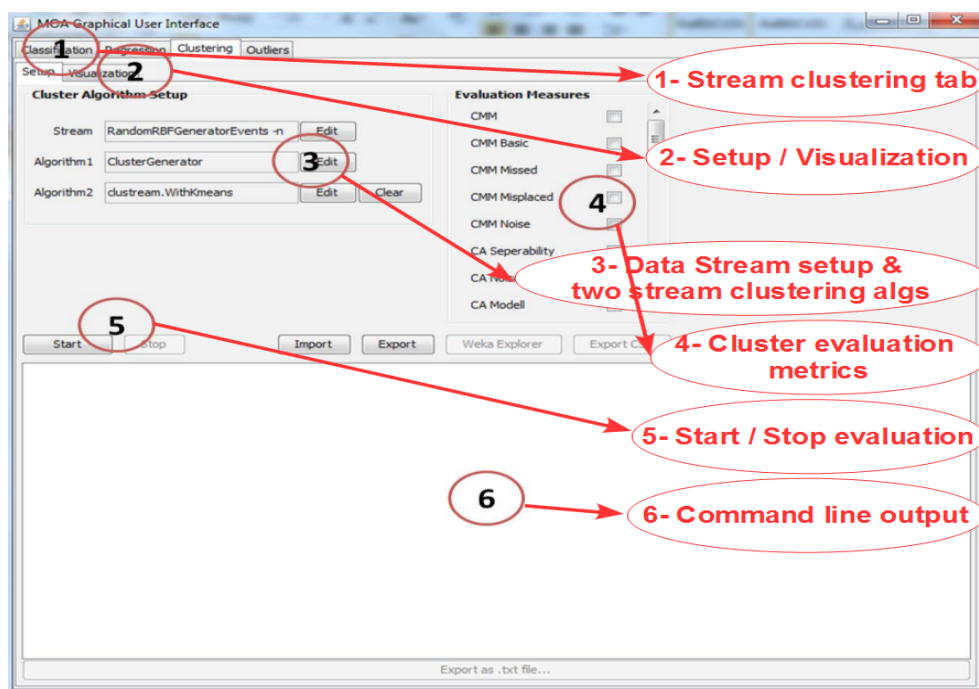 MOA Graphical User Interface
Classification Regression Clustering Outliers
1
Setup Visualization
2
1- Stream clustering tab
Cluster Algorithm Setup
Evaluation Measures
Stream RandomRBFGeneratorEvents -n Edit
CMM
CMM Basic
2- Setup / Visualization
Algorithm1 ClusterGenerator Edit
3
CMM Missed
Algorithm2 clustream.WithKmeans Edit Clear
CMM Misplaced
4
CMM Noise
CA Seperability
3- Data Stream setup &
two stream clustering algs
CA
CA Modell
5
Start Stop Import Export Weka Explorer Export
4- Cluster evaluation
metrics
5- Start / Stop evaluation
6
6- Command line output
Export as .txt file...